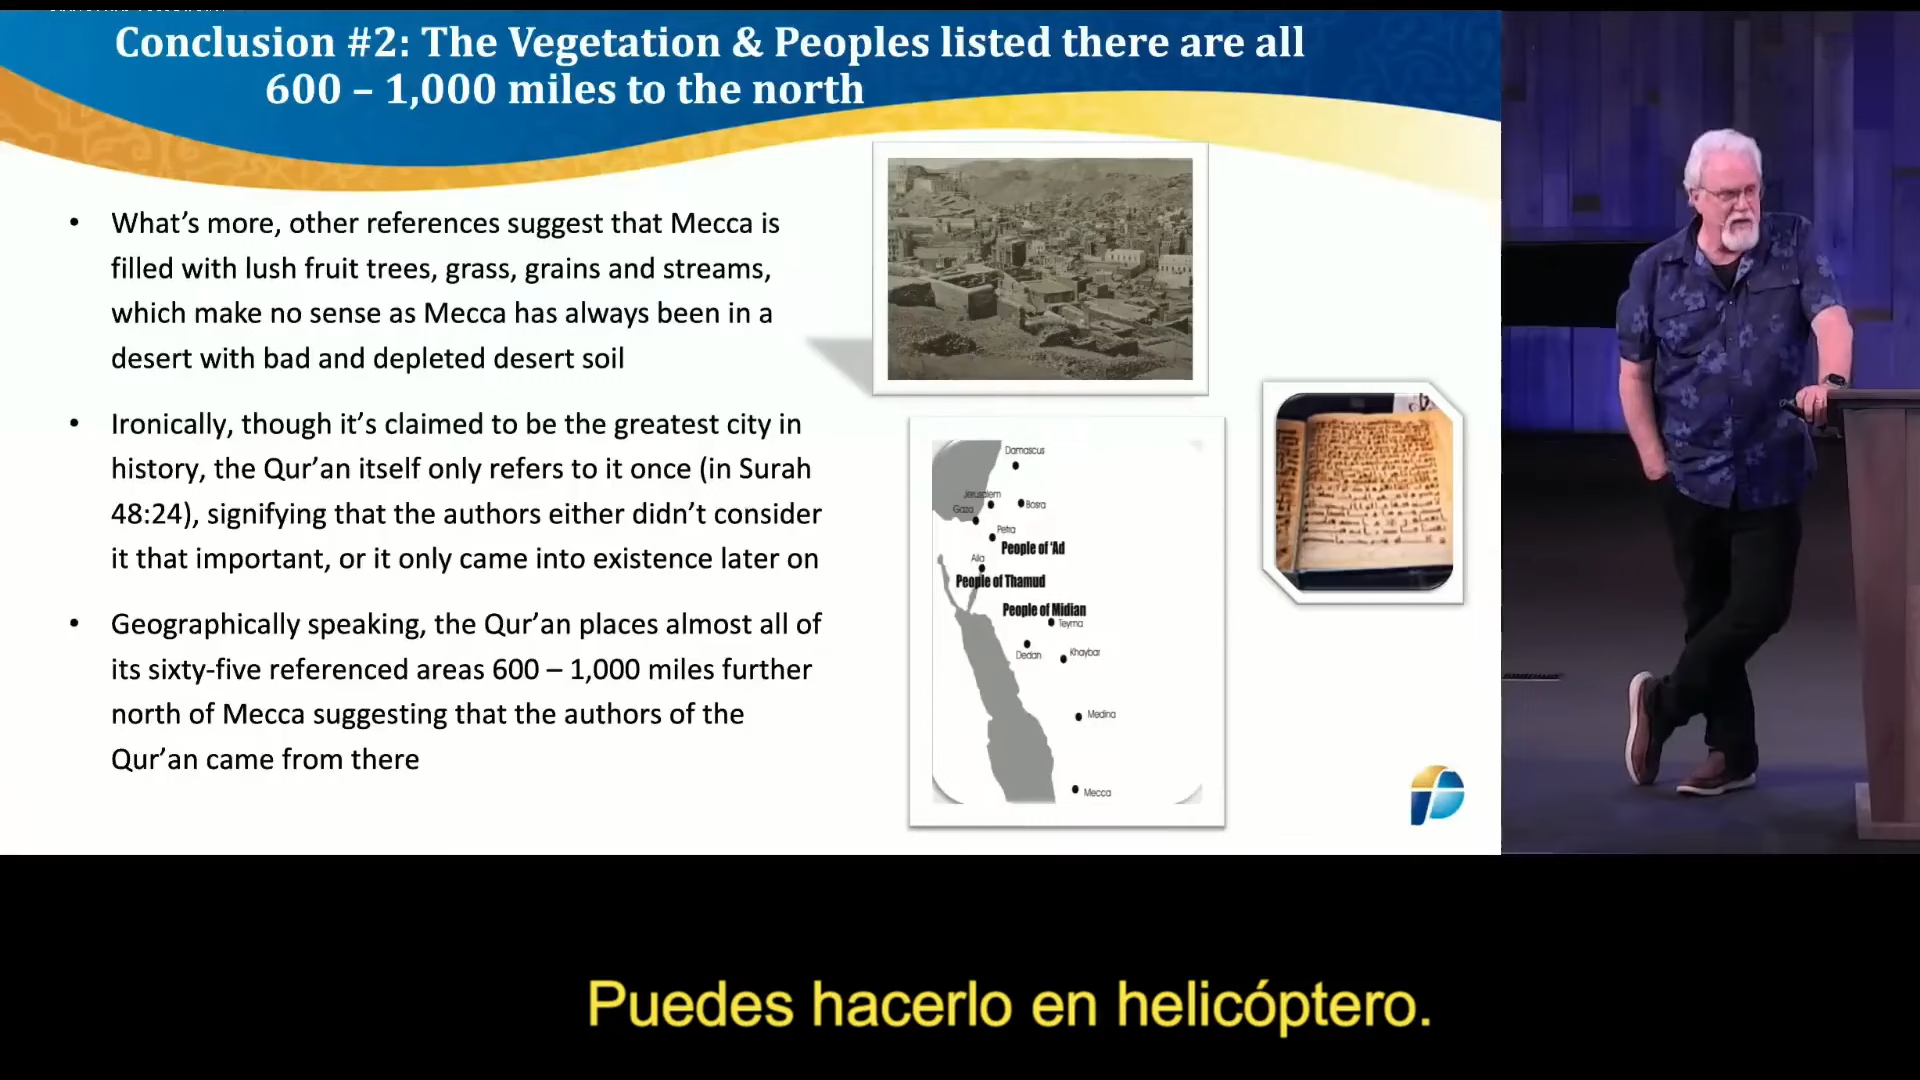 Conclusion #2: The Vegetation & Peoples listed there are all
600 – 1,000 miles to the north
• What's more, other references suggest that Mecca is
filled with lush fruit trees, grass, grains and streams,
which make no sense as Mecca has always been in a
desert with bad and depleted desert soil
• Ironically, though it's claimed to be the greatest city in
history, the Qur'an itself only refers to it once (in Surah
48:24), signifying that the authors either didn't consider
it that important, or it only came into existence later on
• Geographically speaking, the Qur'an places almost all of
its sixty-five referenced areas 600 – 1,000 miles further
north of Mecca suggesting that the authors of the
Qur'an came from there
Damascus
Jerusalem
Bosra
Gaza
Petra
People of 'Ad
Aila
People of Thamud
People of Midian
Teyma
Dedan
Khaybar
Medina
Mecca
Puedes hacerlo en helicóptero.